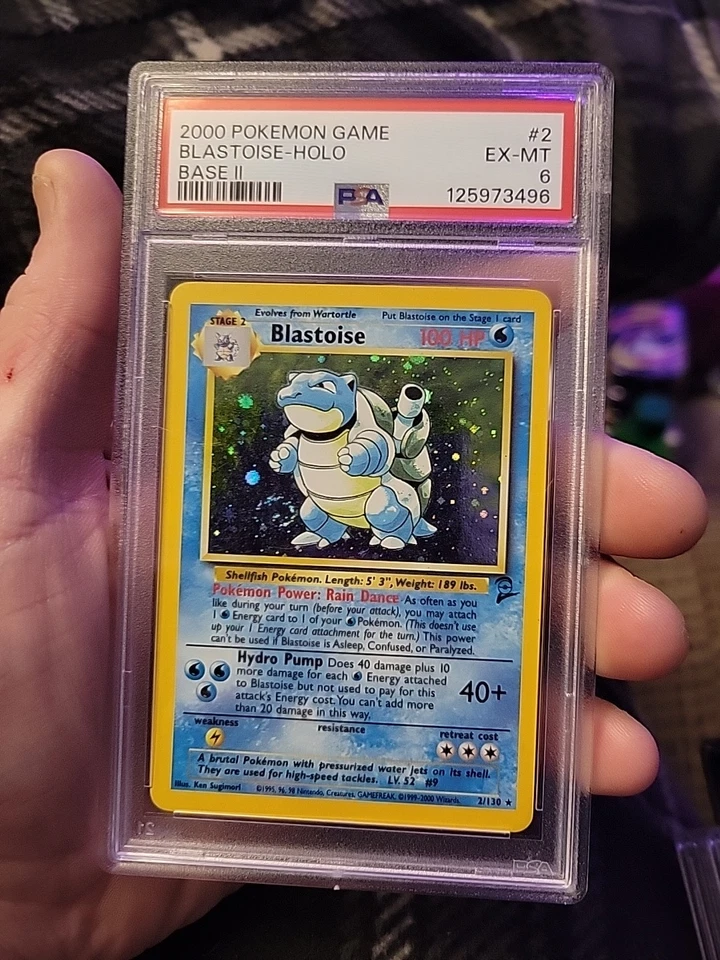 2000 POKEMON GAME #2
BLASTOISE-HOLO EX-MT
BASE II 6
PSA 125973496
STAGE 2 Evolves from Wartortle Put Blastoise on the Stage 1 card
Blastoise 100 HP
Shellfish Pokémon. Length: 5' 3", Weight: 189 lbs.
Pokémon Power: Rain Dance As often as you
like during your turn (before your attack), you may attach
1 Energy card to 1 of your Pokémon. (This doesn't use
up your 1 Energy card attachment for the turn.) This power
can't be used if Blastoise is Asleep, Confused, or Paralyzed.
Hydro Pump Does 40 damage plus 10
more damage for each Energy attached
to Blastoise but not used to pay for this
attack's Energy cost. You can't add more
than 20 damage in this way.
40+
weakness resistance retreat cost
A brutal Pokémon with pressurized water jets on its shell.
They are used for high-speed tackles. LV. 52 #9
Illus. Ken Sugimori ©1995, 96, 98 Nintendo, Creatures, GAMEFREAK. ©1999-2000 Wizards. 2/130 ★
PSA